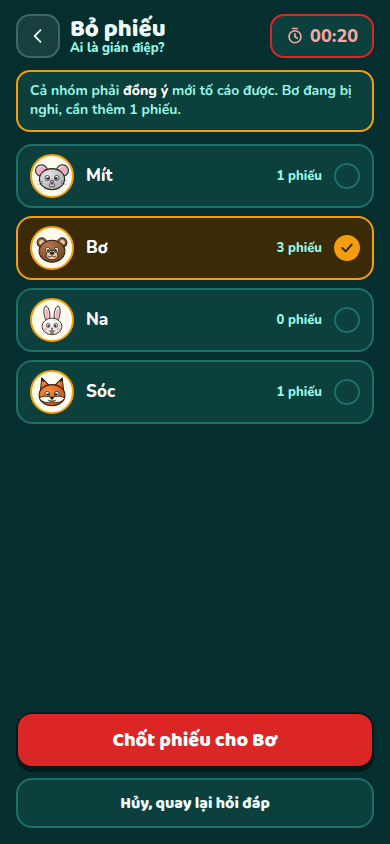 Bỏ phiếu
Ai là gián điệp?
00:20
Cả nhóm phải đồng ý mới tố cáo được. Bơ đang bị
nghi, cần thêm 1 phiếu.
Mít
1 phiếu
Bơ
3 phiếu
Na
0 phiếu
Sóc
1 phiếu
Chốt phiếu cho Bơ
Hủy, quay lại hỏi đáp